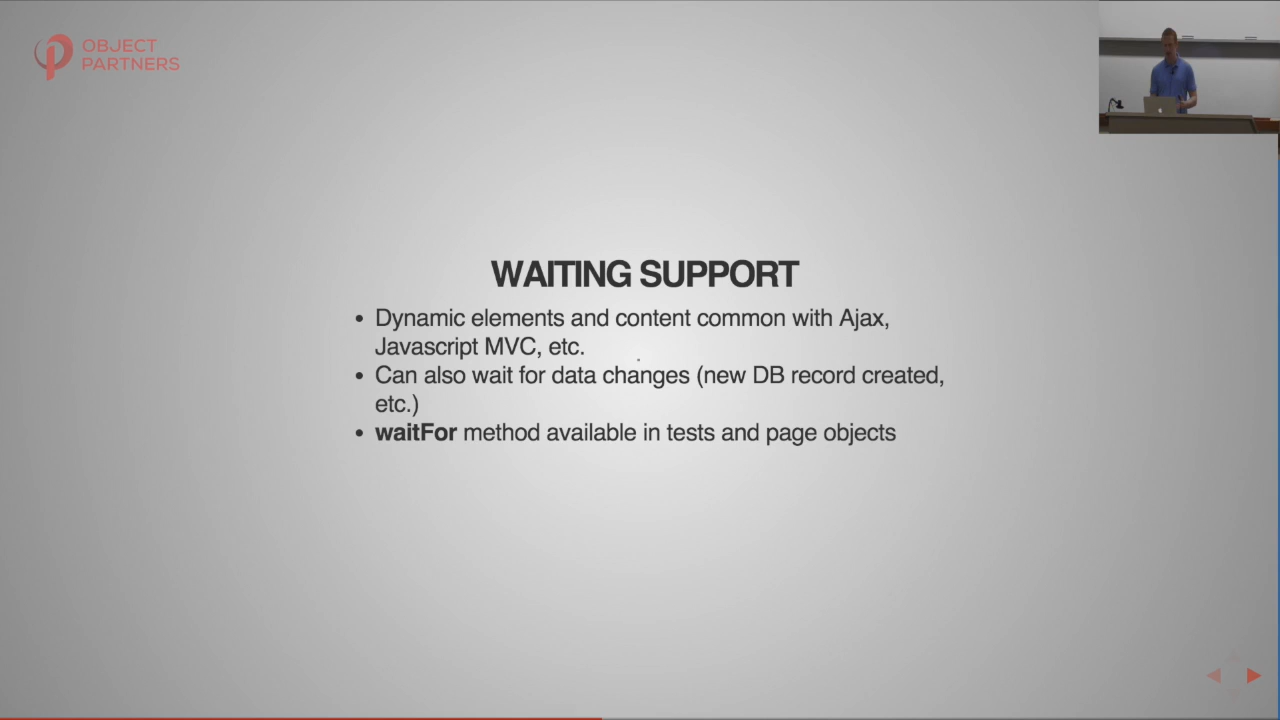 OBJECT
PARTNERS
WAITING SUPPORT
• Dynamic elements and content common with Ajax,
Javascript MVC, etc.
• Can also wait for data changes (new DB record created,
etc.)
• waitFor method available in tests and page objects